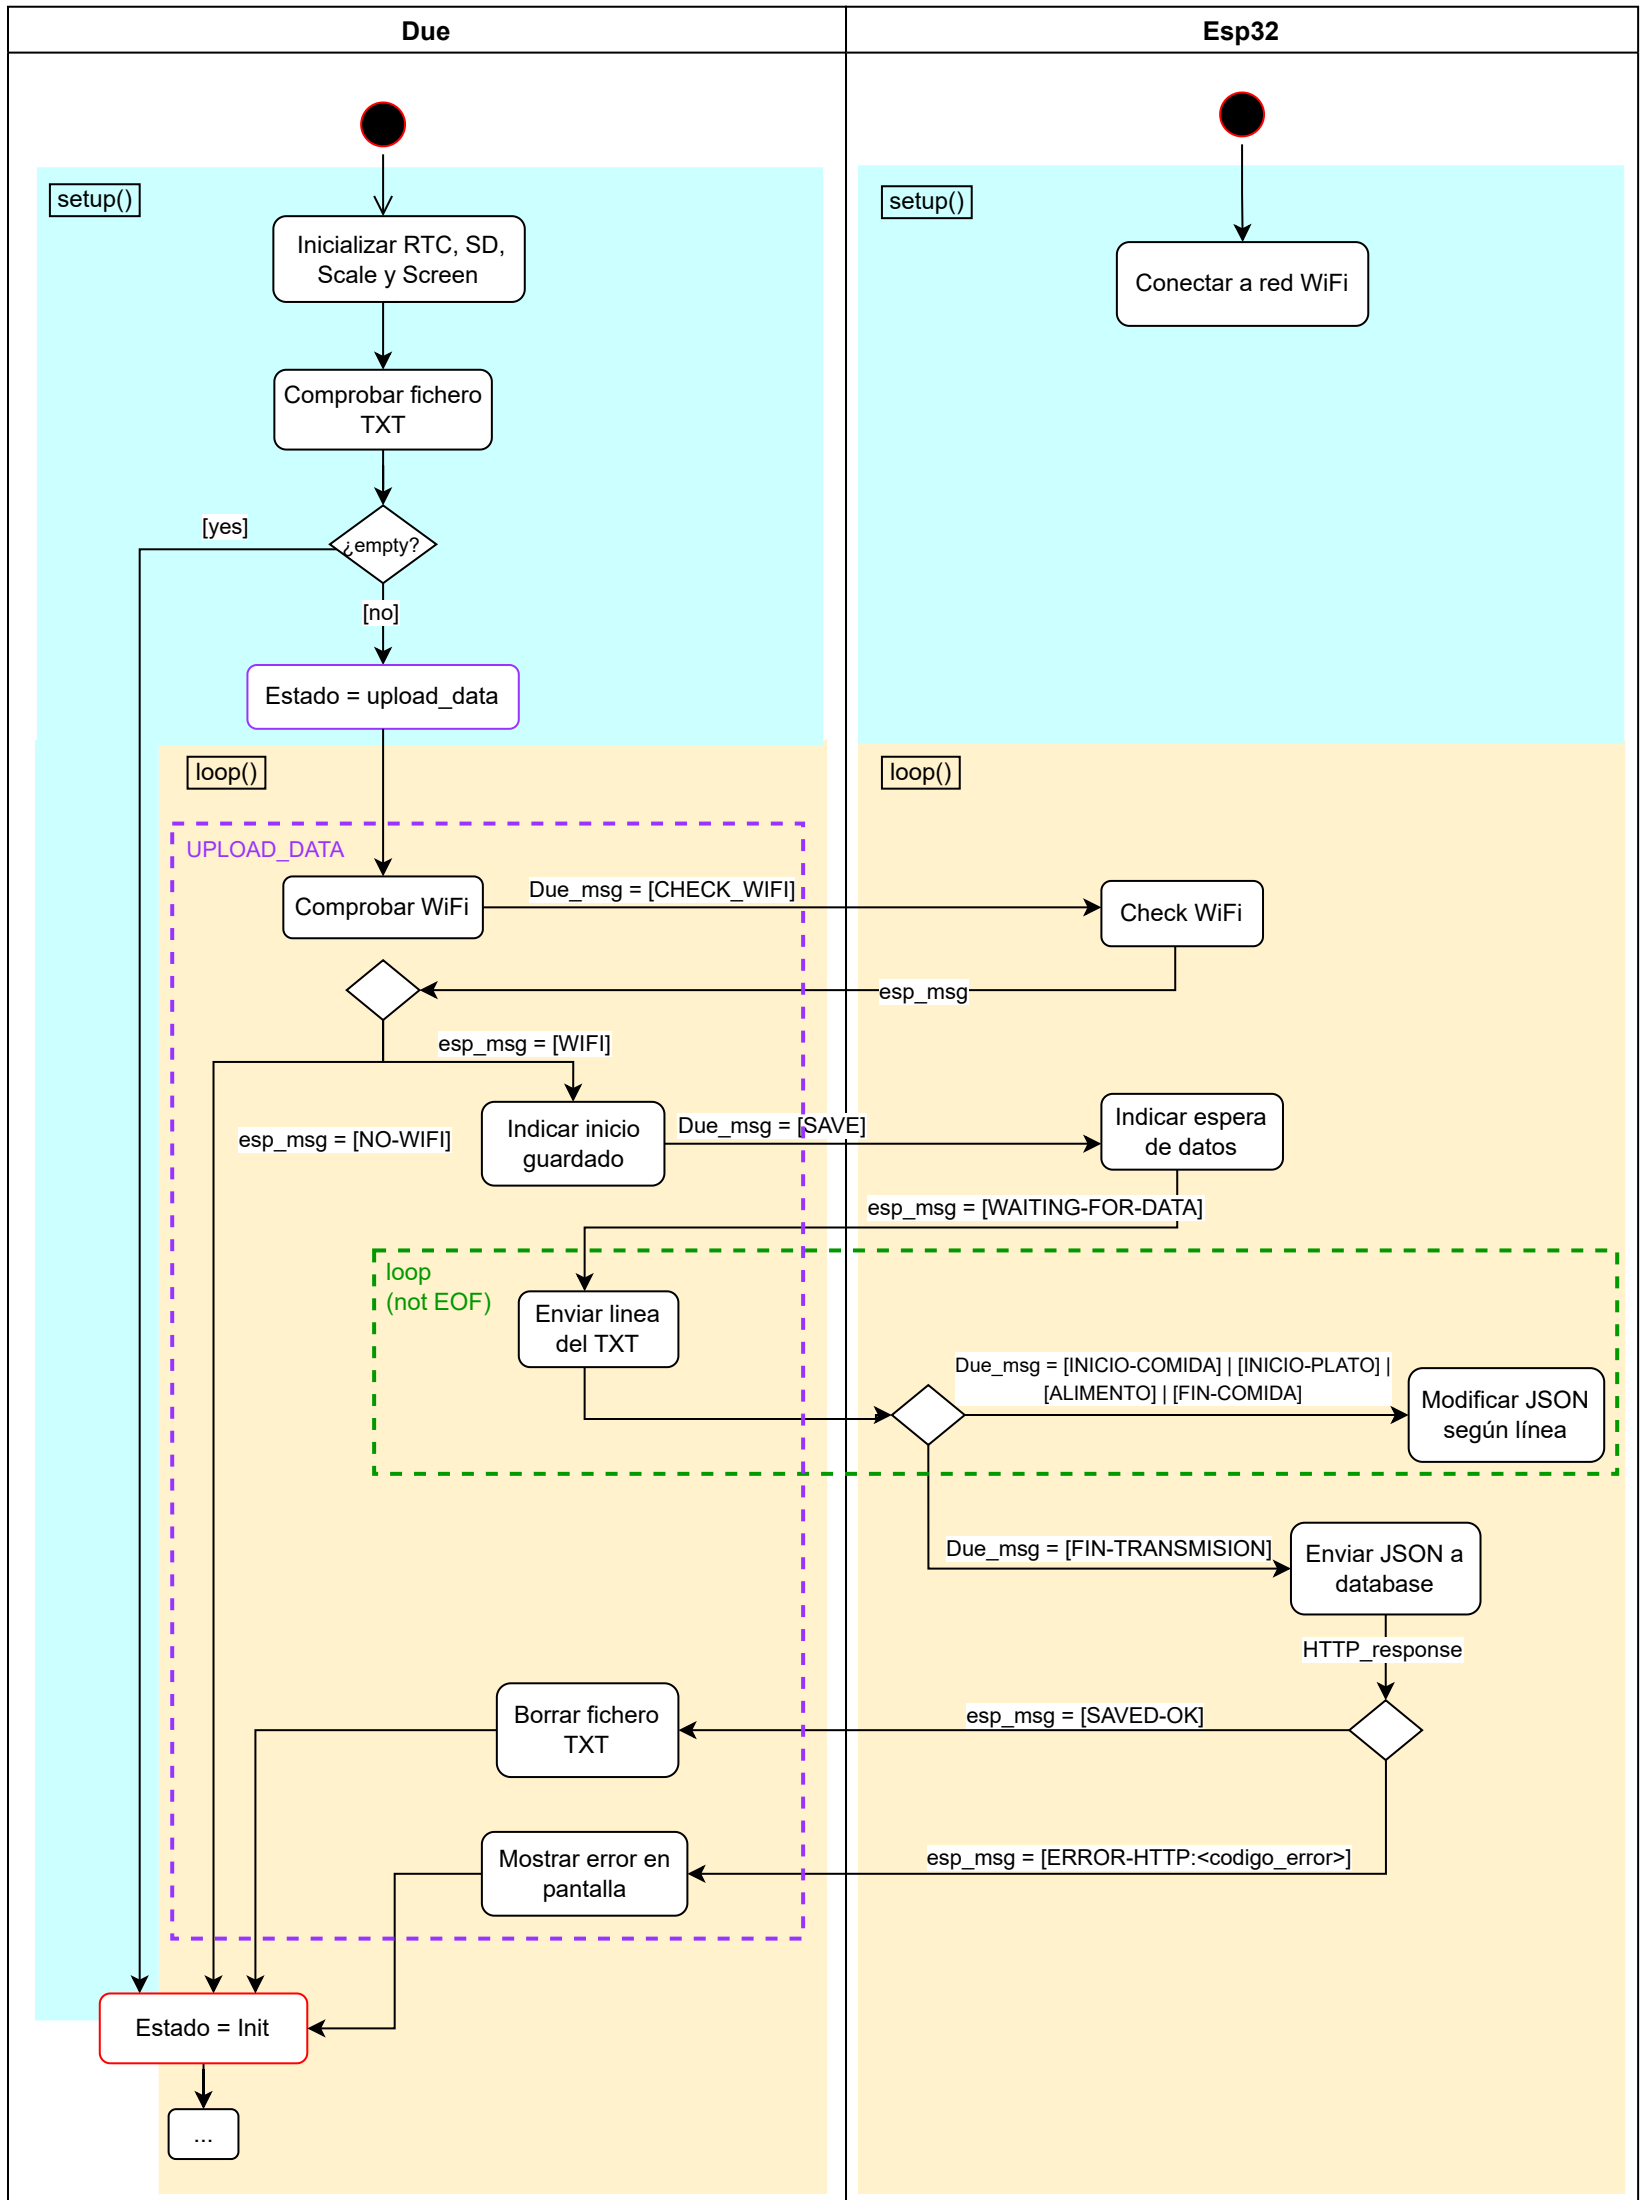 Due
Esp32
setup()
setup()
Inicializar RTC, SD,
Scale y Screen
Conectar a red WiFi
Comprobar fichero
TXT
[yes]
¿empty?
[no]
Estado = upload_data
loop()
loop()
UPLOAD_DATA
Comprobar WiFi
Due_msg = [CHECK_WIFI]
Check WiFi
esp_msg
esp_msg = [WIFI]
Indicar inicio
guardado
esp_msg = [NO-WIFI]
Due_msg = [SAVE]
Indicar espera
de datos
esp_msg = [WAITING-FOR-DATA]
loop
(not EOF)
Enviar linea
del TXT
Due_msg = [INICIO-COMIDA] | [INICIO-PLATO] |
[ALIMENTO] | [FIN-COMIDA]
Modificar JSON
según línea
Due_msg = [FIN-TRANSMISION]
Enviar JSON a
database
HTTP_response
Borrar fichero
TXT
esp_msg = [SAVED-OK]
Mostrar error en
pantalla
esp_msg = [ERROR-HTTP:<codigo_error>]
Estado = Init
...